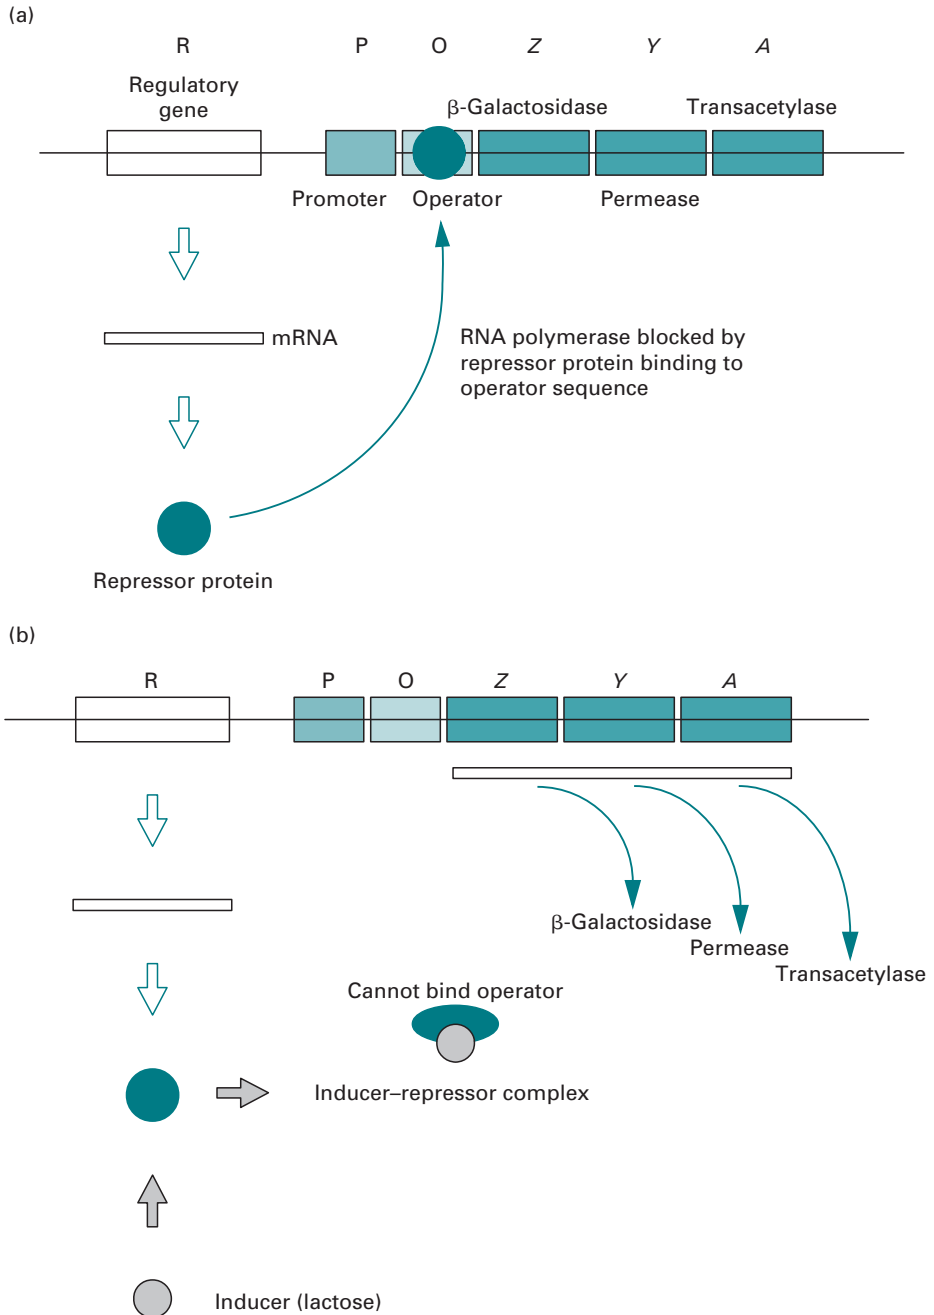 (a)
R P O Z Y A
Regulatory
gene
β-Galactosidase Transacetylase
Promoter Operator Permease
mRNA
RNA polymerase blocked by
repressor protein binding to
operator sequence
Repressor protein
(b)
R P O Z Y A
β-Galactosidase
Permease
Transacetylase
Cannot bind operator
Inducer–repressor complex
Inducer (lactose)